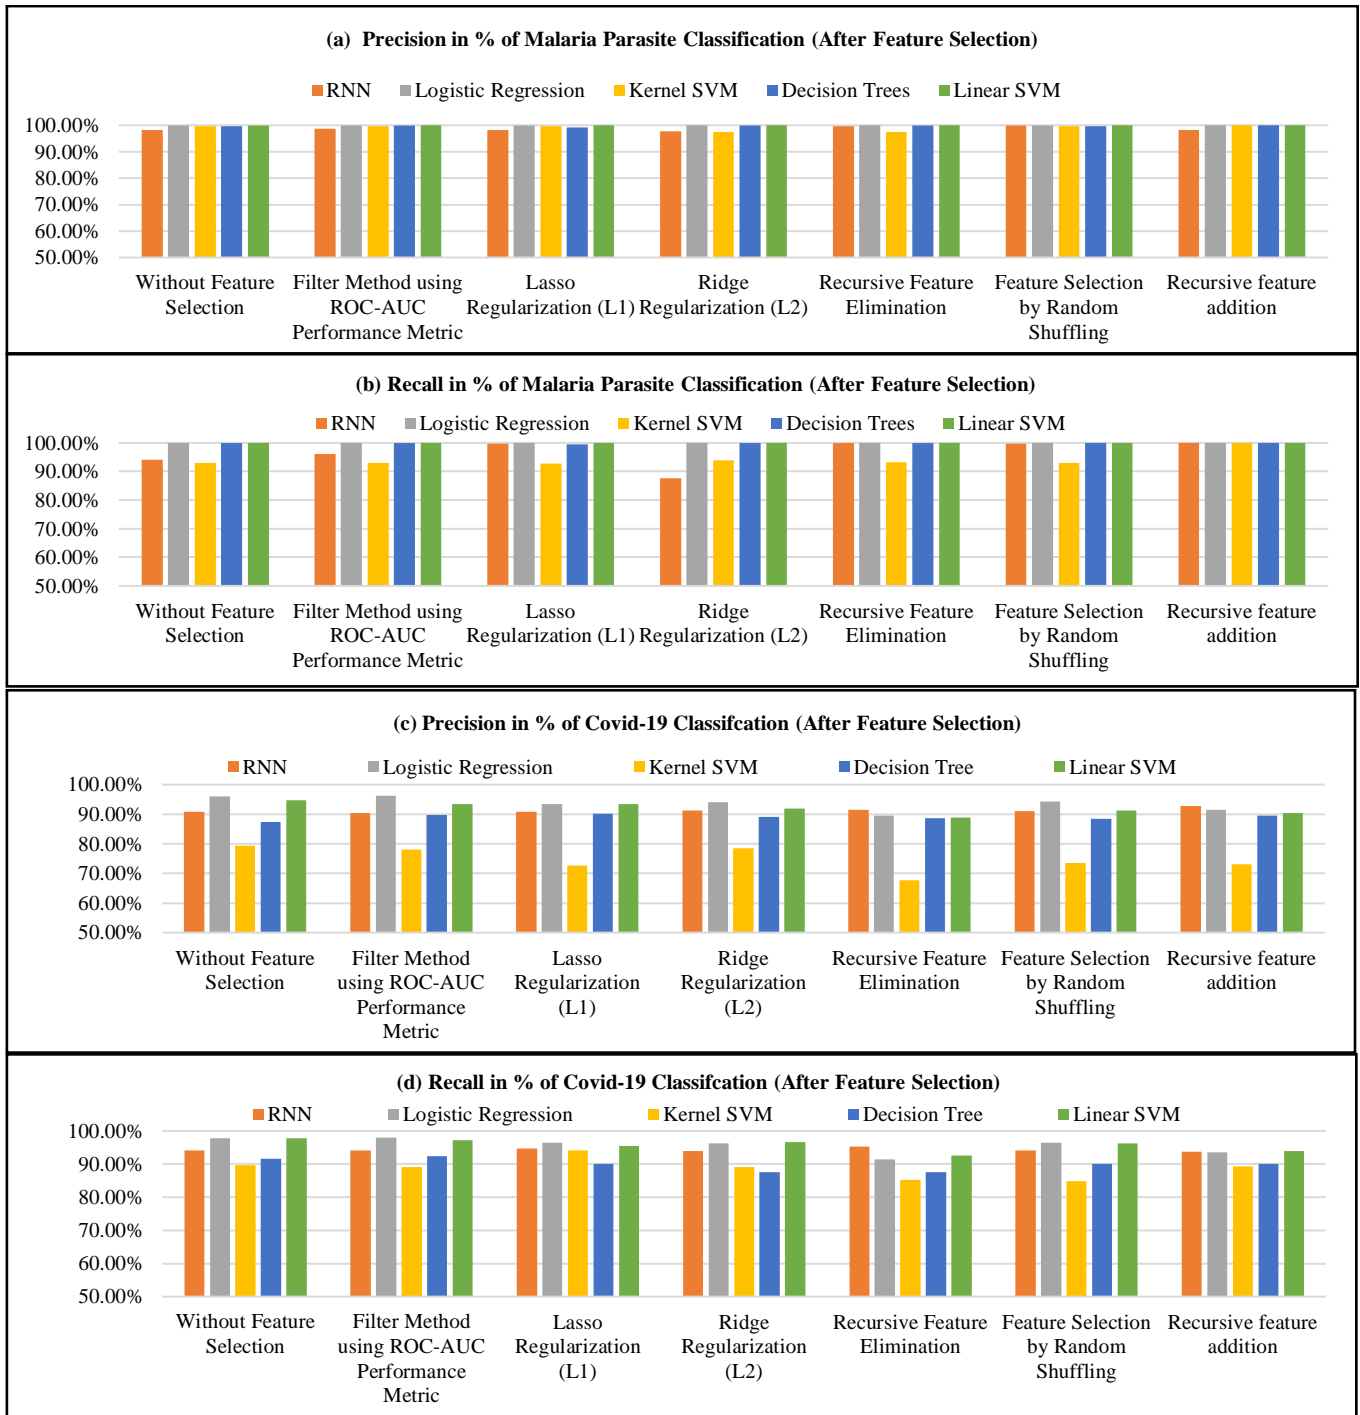 (a) Precision in % of Malaria Parasite Classification (After Feature Selection)
RNN Logistic Regression Kernel SVM Decision Trees Linear SVM
100.00%
90.00%
80.00%
70.00%
60.00%
50.00%
Without Feature Selection
Filter Method using ROC-AUC Performance Metric
Lasso Regularization (L1)
Ridge Regularization (L2)
Recursive Feature Elimination
Feature Selection by Random Shuffling
Recursive feature addition
(b) Recall in % of Malaria Parasite Classification (After Feature Selection)
RNN Logistic Regression Kernel SVM Decision Trees Linear SVM
100.00%
90.00%
80.00%
70.00%
60.00%
50.00%
Without Feature Selection
Filter Method using ROC-AUC Performance Metric
Lasso Regularization (L1)
Ridge Regularization (L2)
Recursive Feature Elimination
Feature Selection by Random Shuffling
Recursive feature addition
(c) Precision in % of Covid-19 Classifcation (After Feature Selection)
RNN Logistic Regression Kernel SVM Decision Tree Linear SVM
100.00%
90.00%
80.00%
70.00%
60.00%
50.00%
Without Feature Selection
Filter Method using ROC-AUC Performance Metric
Lasso Regularization (L1)
Ridge Regularization (L2)
Recursive Feature Elimination
Feature Selection by Random Shuffling
Recursive feature addition
(d) Recall in % of Covid-19 Classifcation (After Feature Selection)
RNN Logistic Regression Kernel SVM Decision Tree Linear SVM
100.00%
90.00%
80.00%
70.00%
60.00%
50.00%
Without Feature Selection
Filter Method using ROC-AUC Performance Metric
Lasso Regularization (L1)
Ridge Regularization (L2)
Recursive Feature Elimination
Feature Selection by Random Shuffling
Recursive feature addition